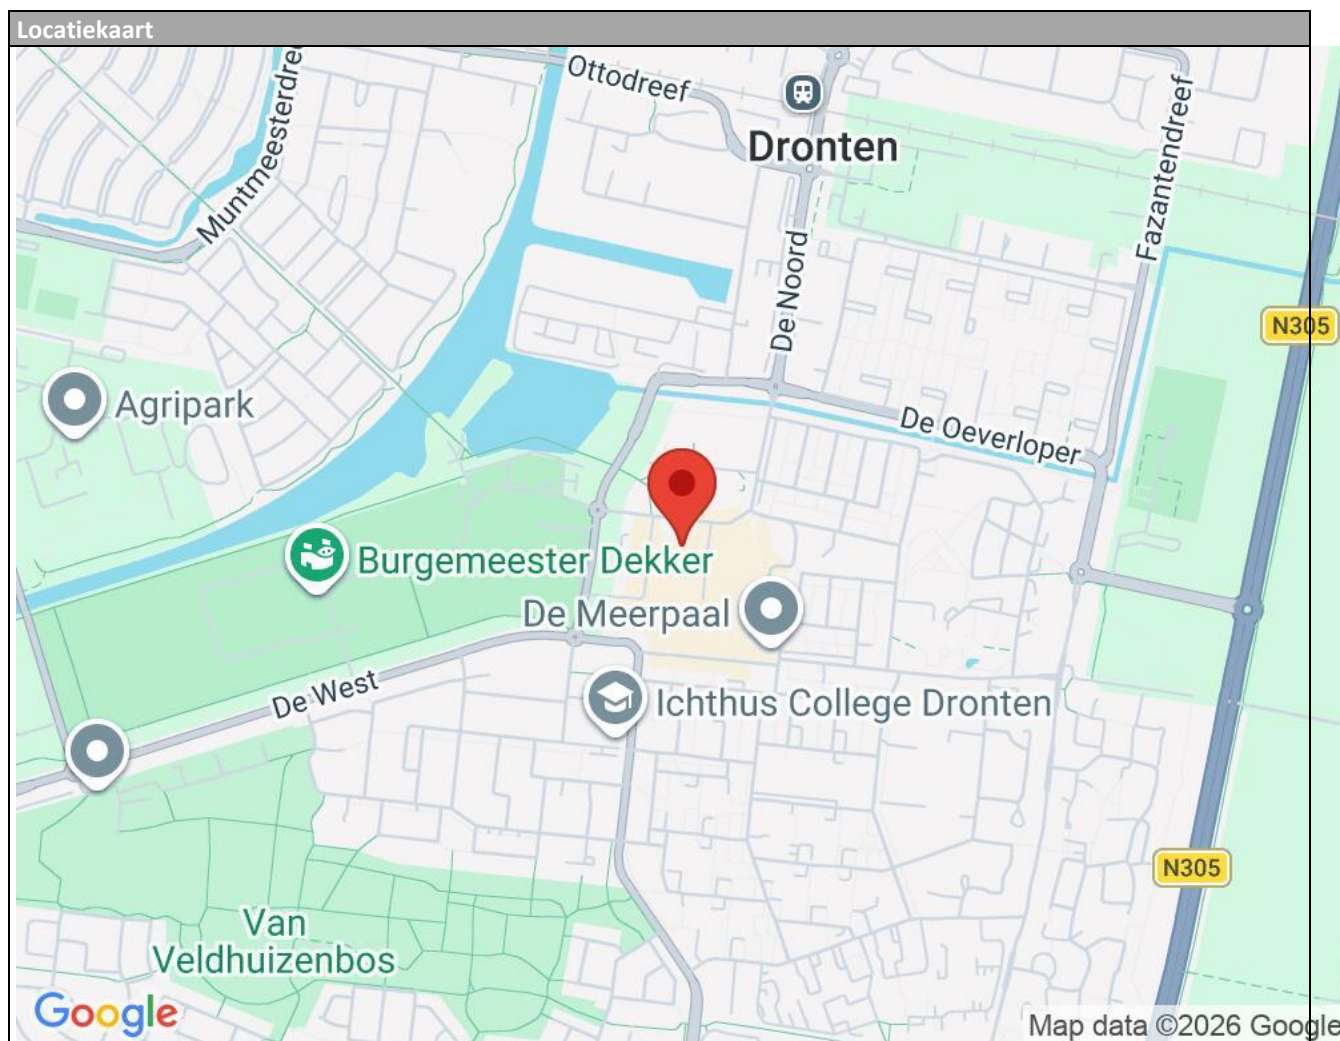 Locatiekaart
Muntmeesterdre
Ottodreef
Dronten
Fazantendreef
De Noord
N305
Agripark
De Oeverloper
Burgemeester Dekker
De Meerpaal
De West
Ichthus College Dronten
N305
Van
Veldhuizenbos
Google
Map data ©2026 Google